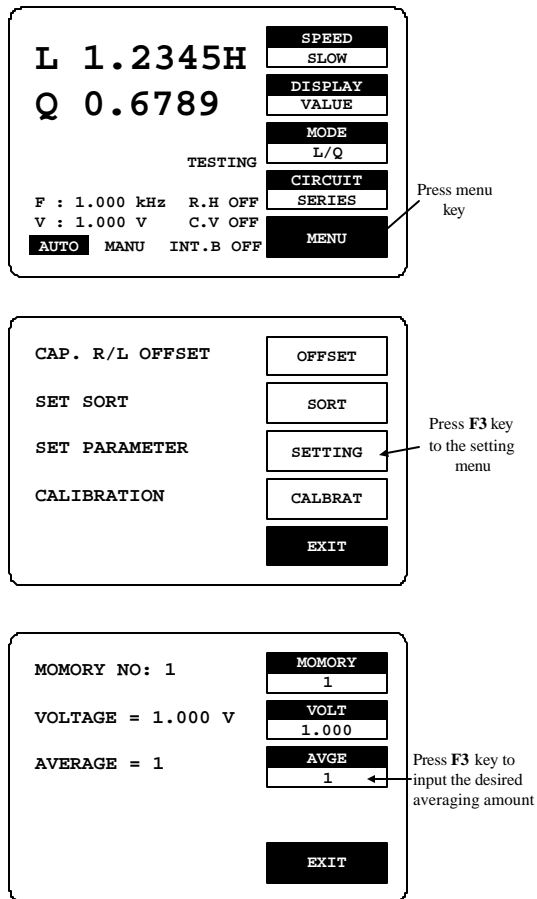 SPEED
L 1.2345H
SLOW
DISPLAY
Q 0.6789
VALUE
MODE
TESTING
L/Q
CIRCUIT
F : 1.000 kHz R.H OFF
SERIES
V : 1.000 V C.V OFF
AUTO MANU INT.B OFF
MENU
Press menu
key
CAP. R/L OFFSET
OFFSET
SET SORT
SORT
SET PARAMETER
SETTING
Press F3 key
to the setting
menu
CALIBRATION
CALBRAT
EXIT
MOMORY NO: 1
MOMORY
1
VOLTAGE = 1.000 V
VOLT
1.000
AVERAGE = 1
AVGE
1
Press F3 key to
input the desired
averaging amount
EXIT